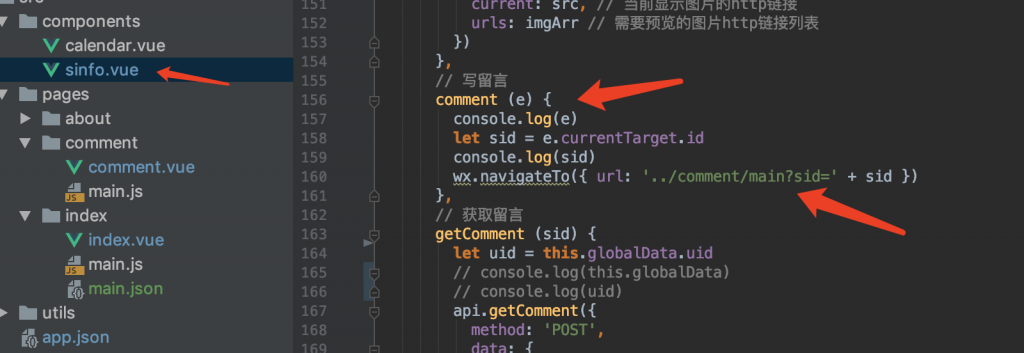 src
components
calendar.vue
sinfo.vue
pages
about
comment
comment.vue
main.js
index
index.vue
main.js
main.json
utils
app.json
151 current: src, // 当前显示图片的http链接
152 urls: imgArr // 需要预览的图片http链接列表
153 })
154 },
155 // 写留言
156 comment (e) {
157 console.log(e)
158 let sid = e.currentTarget.id
159 console.log(sid)
160 wx.navigateTo({ url: '../comment/main?sid=' + sid })
161 },
162 // 获取留言
163 getComment (sid) {
164 let uid = this.globalData.uid
165 // console.log(this.globalData)
166 // console.log(uid)
167 api.getComment({
168 method: 'POST',
169 data: {